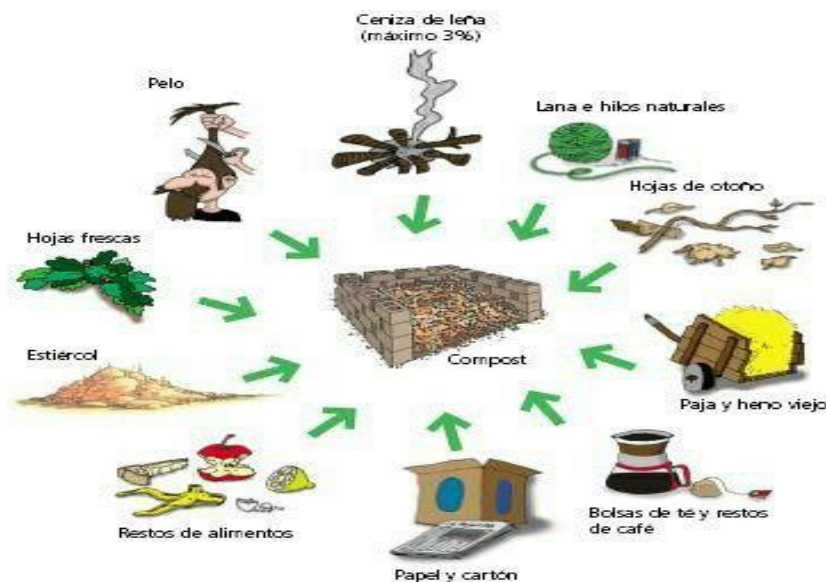 Ceniza de leña
(máximo 3%)
Pelo
Lana e hilos naturales
Hojas de otoño
Hojas frescas
Compost
Estiércol
Paja y heno viejo
Restos de alimentos
Bolsas de té y restos
de café
Papel y cartón